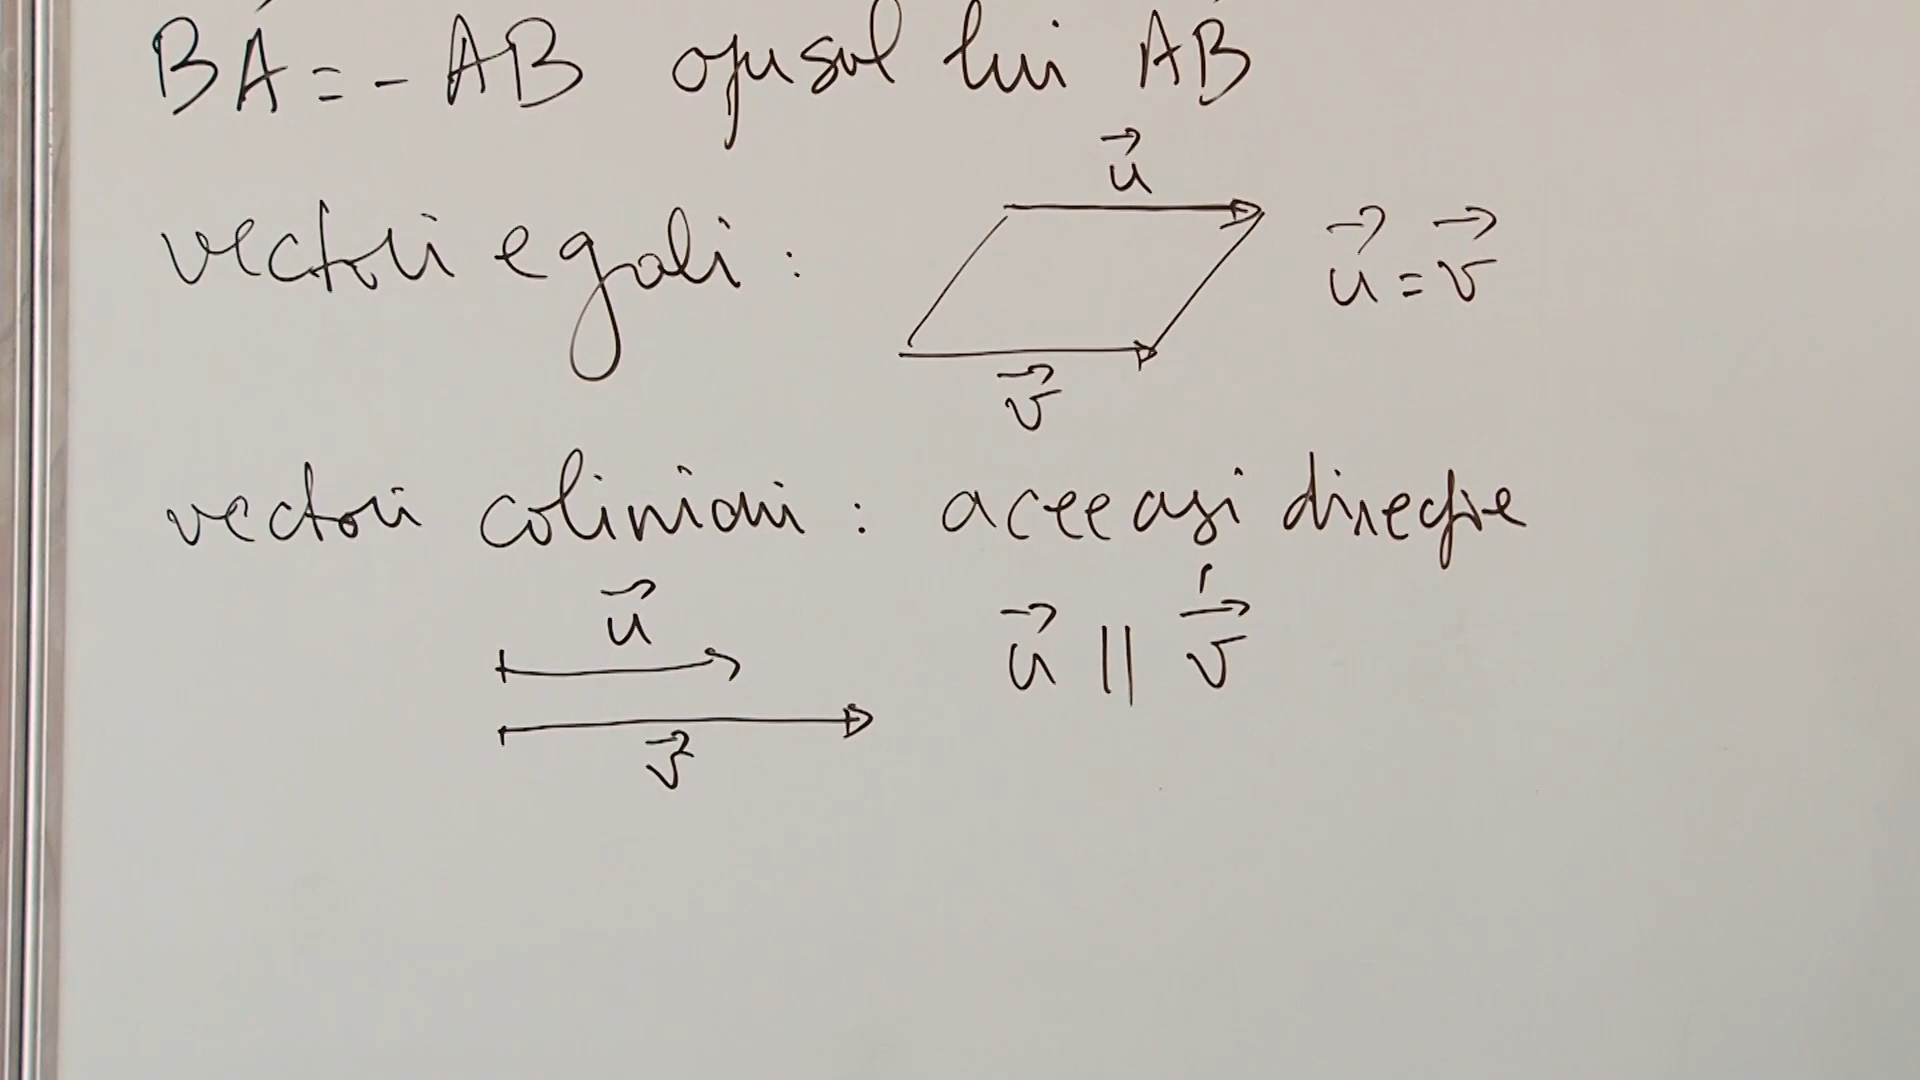 BA = - AB opusul lui AB
u⃗
vectori egali : u⃗ = v⃗
v⃗
vectori coliniari : aceeași direcție
u⃗ u⃗ || v⃗
v⃗